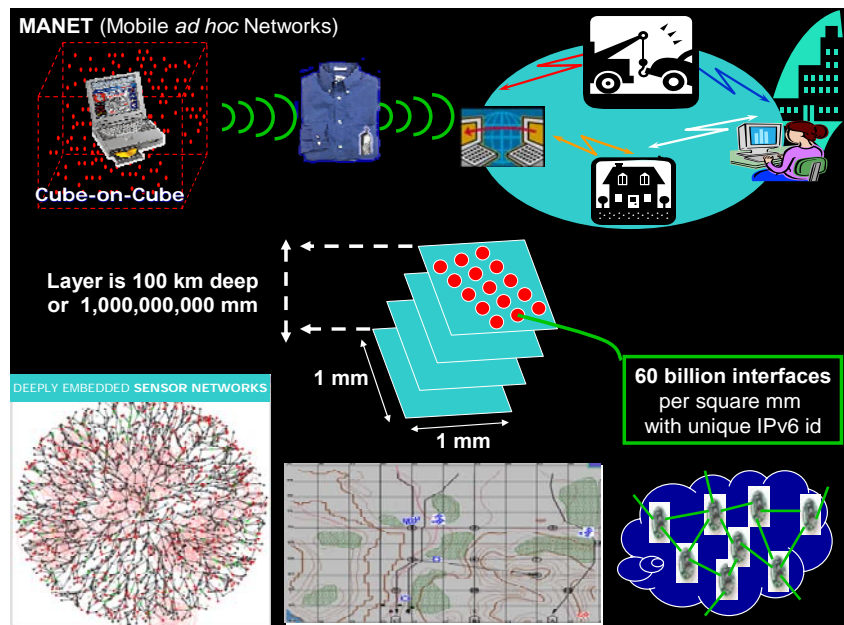 MANET (Mobile ad hoc Networks)
Cube-on-Cube
Layer is 100 km deep
or 1,000,000,000 mm
1 mm
1 mm
60 billion interfaces
per square mm
with unique IPv6 id
DEEPLY EMBEDDED SENSOR NETWORKS